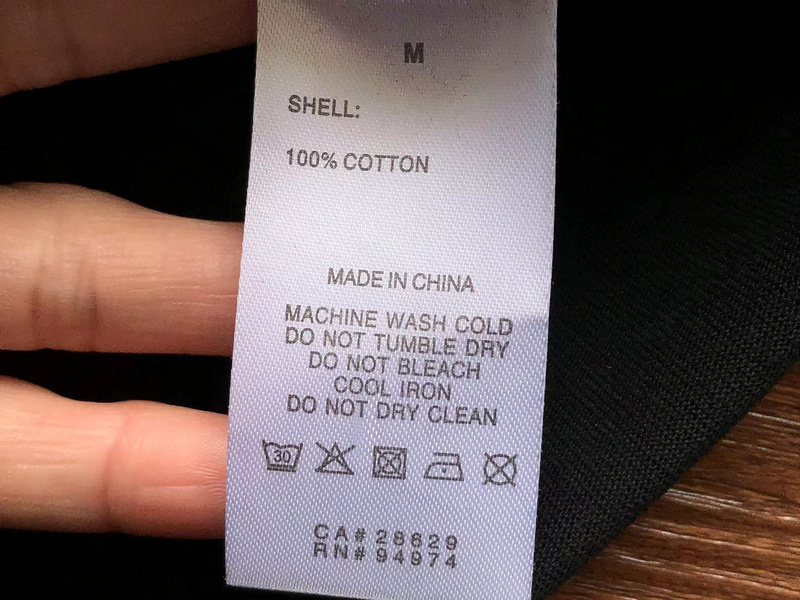 M
SHELL:
100% COTTON
MADE IN CHINA
MACHINE WASH COLD
DO NOT TUMBLE DRY
DO NOT BLEACH
COOL IRON
DO NOT DRY CLEAN
30
CA# 28629
RN# 94974